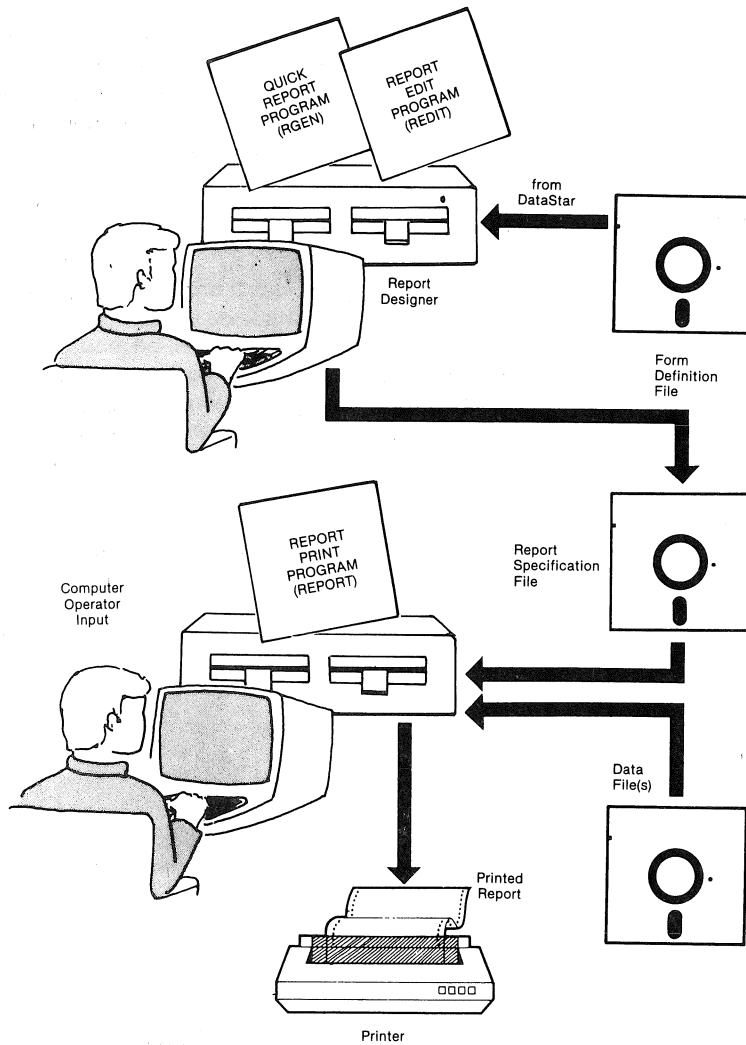 QUICK
REPORT
PROGRAM
(RGEN)
REPORT
EDIT
PROGRAM
(REDIT)
from
DataStar
Report
Designer
Form
Definition
File
REPORT
PRINT
PROGRAM
(REPORT)
Report
Specification
File
Computer
Operator
Input
Data
File(s)
Printed
Report
Printer